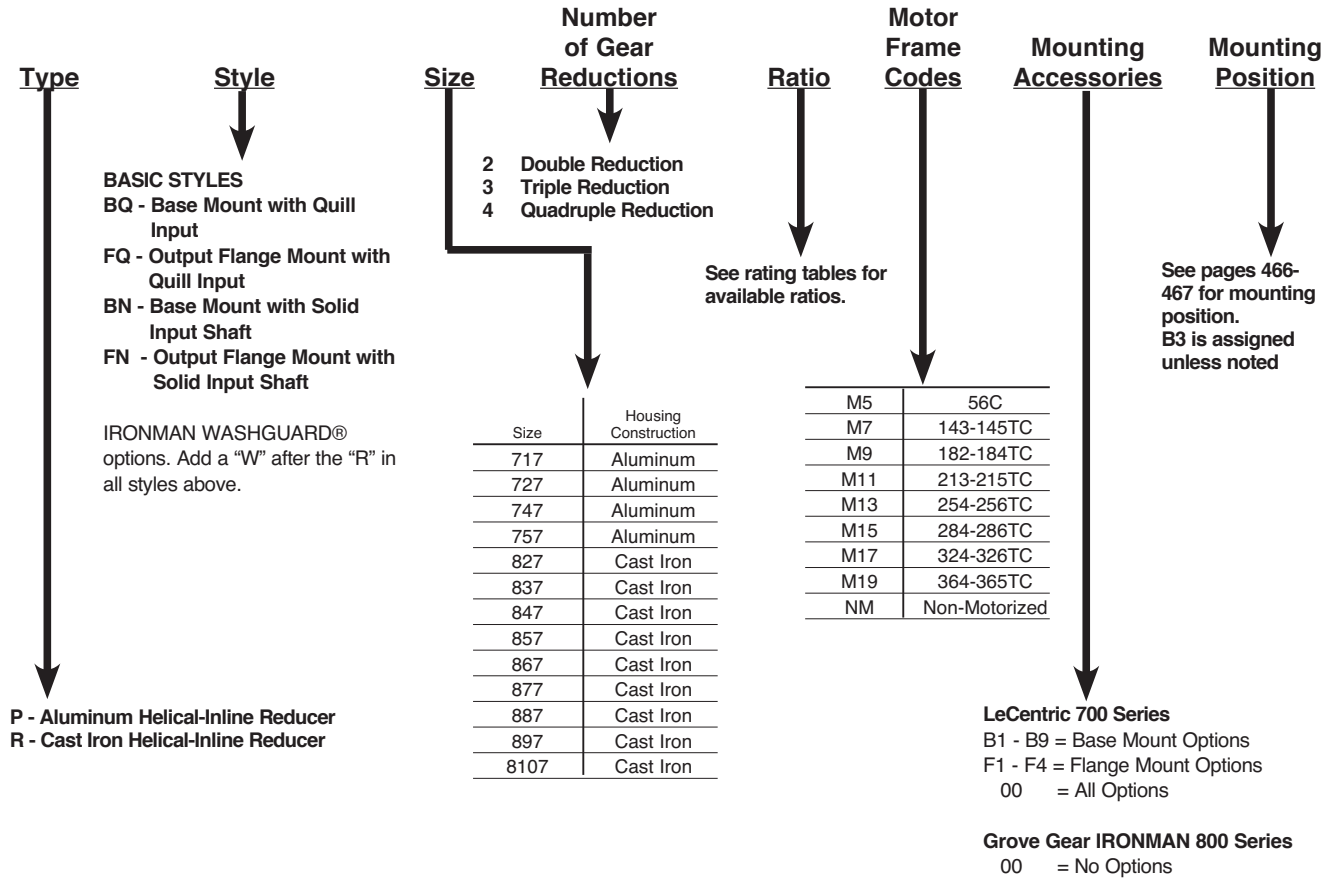 Type
Style
Size
Number
of Gear
Reductions
Ratio
Motor
Frame
Codes
Mounting
Accessories
Mounting
Position
BASIC STYLES
BQ - Base Mount with Quill
Input
FQ - Output Flange Mount with
Quill Input
BN - Base Mount with Solid
Input Shaft
FN - Output Flange Mount with
Solid Input Shaft
IRONMAN WASHGUARD®
options. Add a “W” after the “R” in
all styles above.
2 Double Reduction
3 Triple Reduction
4 Quadruple Reduction
See rating tables for
available ratios.
See pages 466-
467 for mounting
position.
B3 is assigned
unless noted
Size Housing
Construction
717 Aluminum
727 Aluminum
747 Aluminum
757 Aluminum
827 Cast Iron
837 Cast Iron
847 Cast Iron
857 Cast Iron
867 Cast Iron
877 Cast Iron
887 Cast Iron
897 Cast Iron
8107 Cast Iron
M5 56C
M7 143-145TC
M9 182-184TC
M11 213-215TC
M13 254-256TC
M15 284-286TC
M17 324-326TC
M19 364-365TC
NM Non-Motorized
P - Aluminum Helical-Inline Reducer
R - Cast Iron Helical-Inline Reducer
LeCentric 700 Series
B1 - B9 = Base Mount Options
F1 - F4 = Flange Mount Options
00 = All Options
Grove Gear IRONMAN 800 Series
00 = No Options